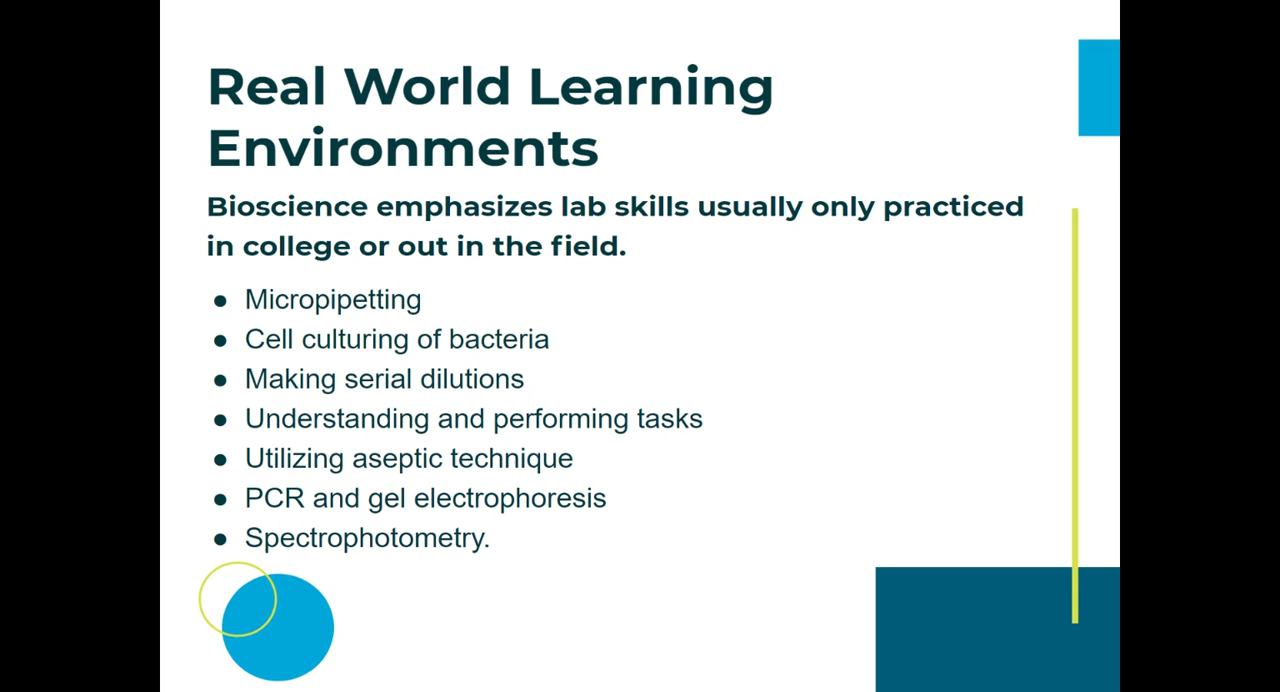 Real World Learning
Environments
Bioscience emphasizes lab skills usually only practiced
in college or out in the field.
● Micropipetting
● Cell culturing of bacteria
● Making serial dilutions
● Understanding and performing tasks
● Utilizing aseptic technique
● PCR and gel electrophoresis
● Spectrophotometry.